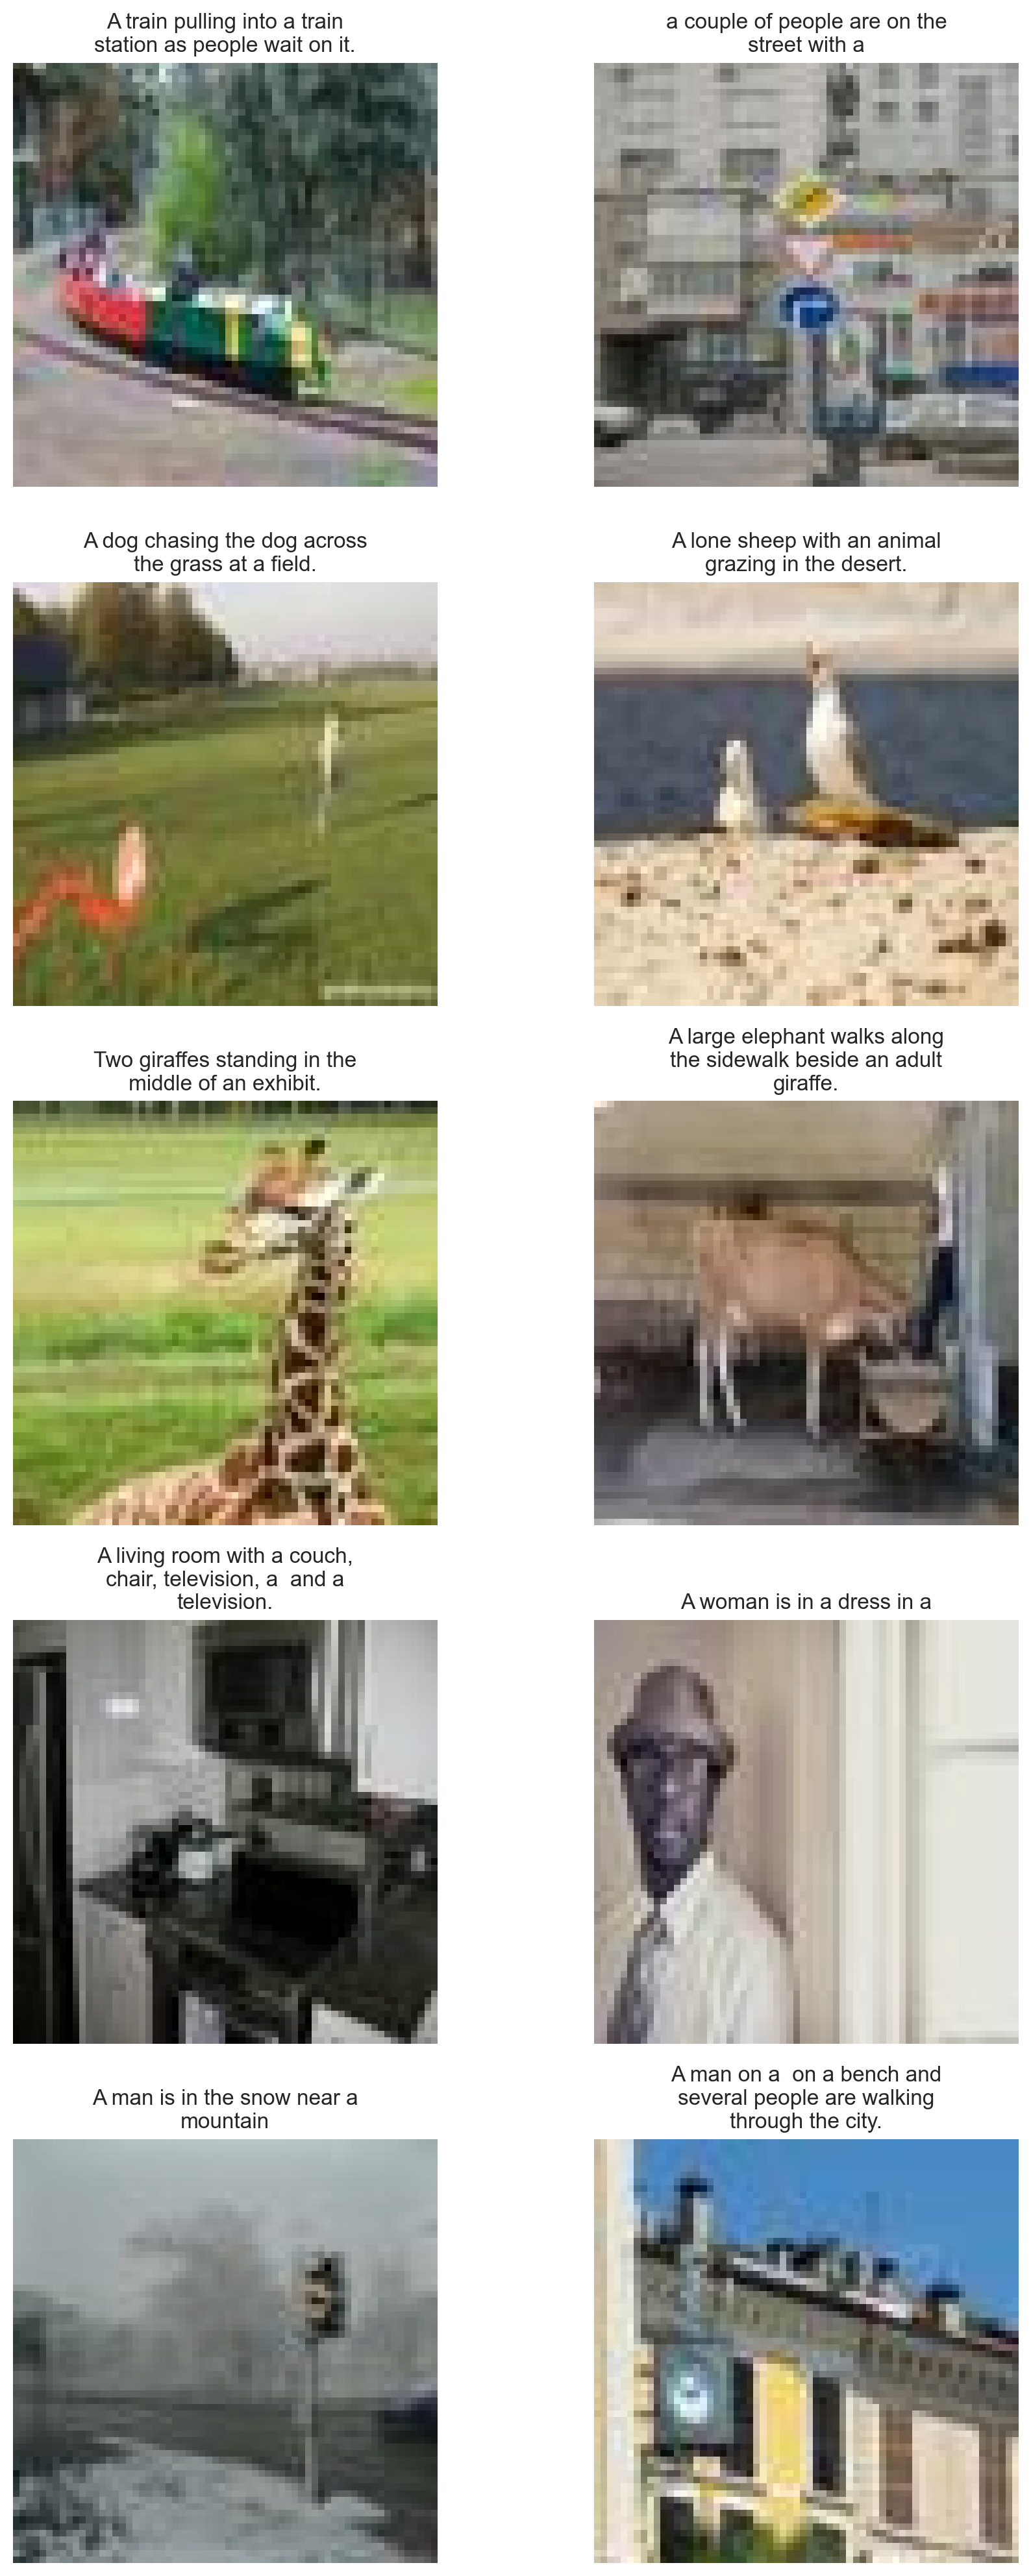 A train pulling into a train
station as people wait on it.
a couple of people are on the
street with a
A dog chasing the dog across
the grass at a field.
A lone sheep with an animal
grazing in the desert.
Two giraffes standing in the
middle of an exhibit.
A large elephant walks along
the sidewalk beside an adult
giraffe.
A living room with a couch,
chair, television, a  and a
television.
A woman is in a dress in a
A man is in the snow near a
mountain
A man on a  on a bench and
several people are walking
through the city.